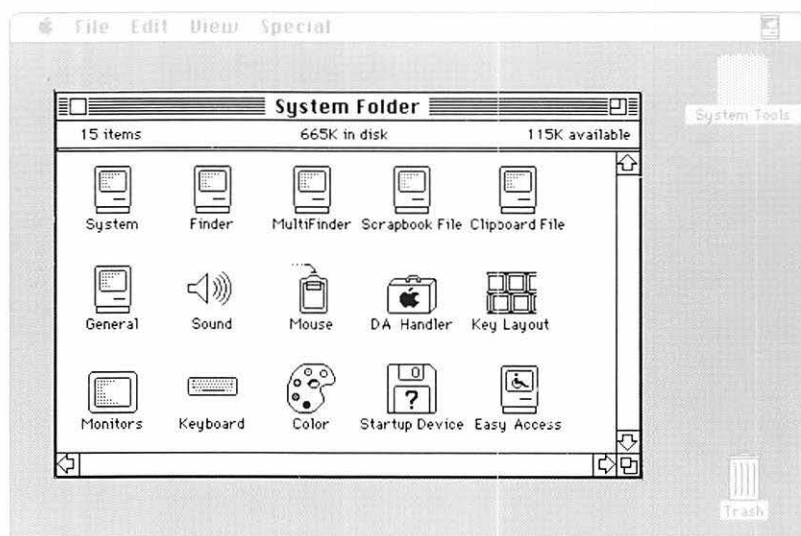 File Edit View Special
System Folder
15 items 665K in disk 115K available
System Tools
System Finder MultiFinder Scrapbook File Clipboard File
General Sound Mouse DA Handler Key Layout
Monitors Keyboard Color Startup Device Easy Access
Trash